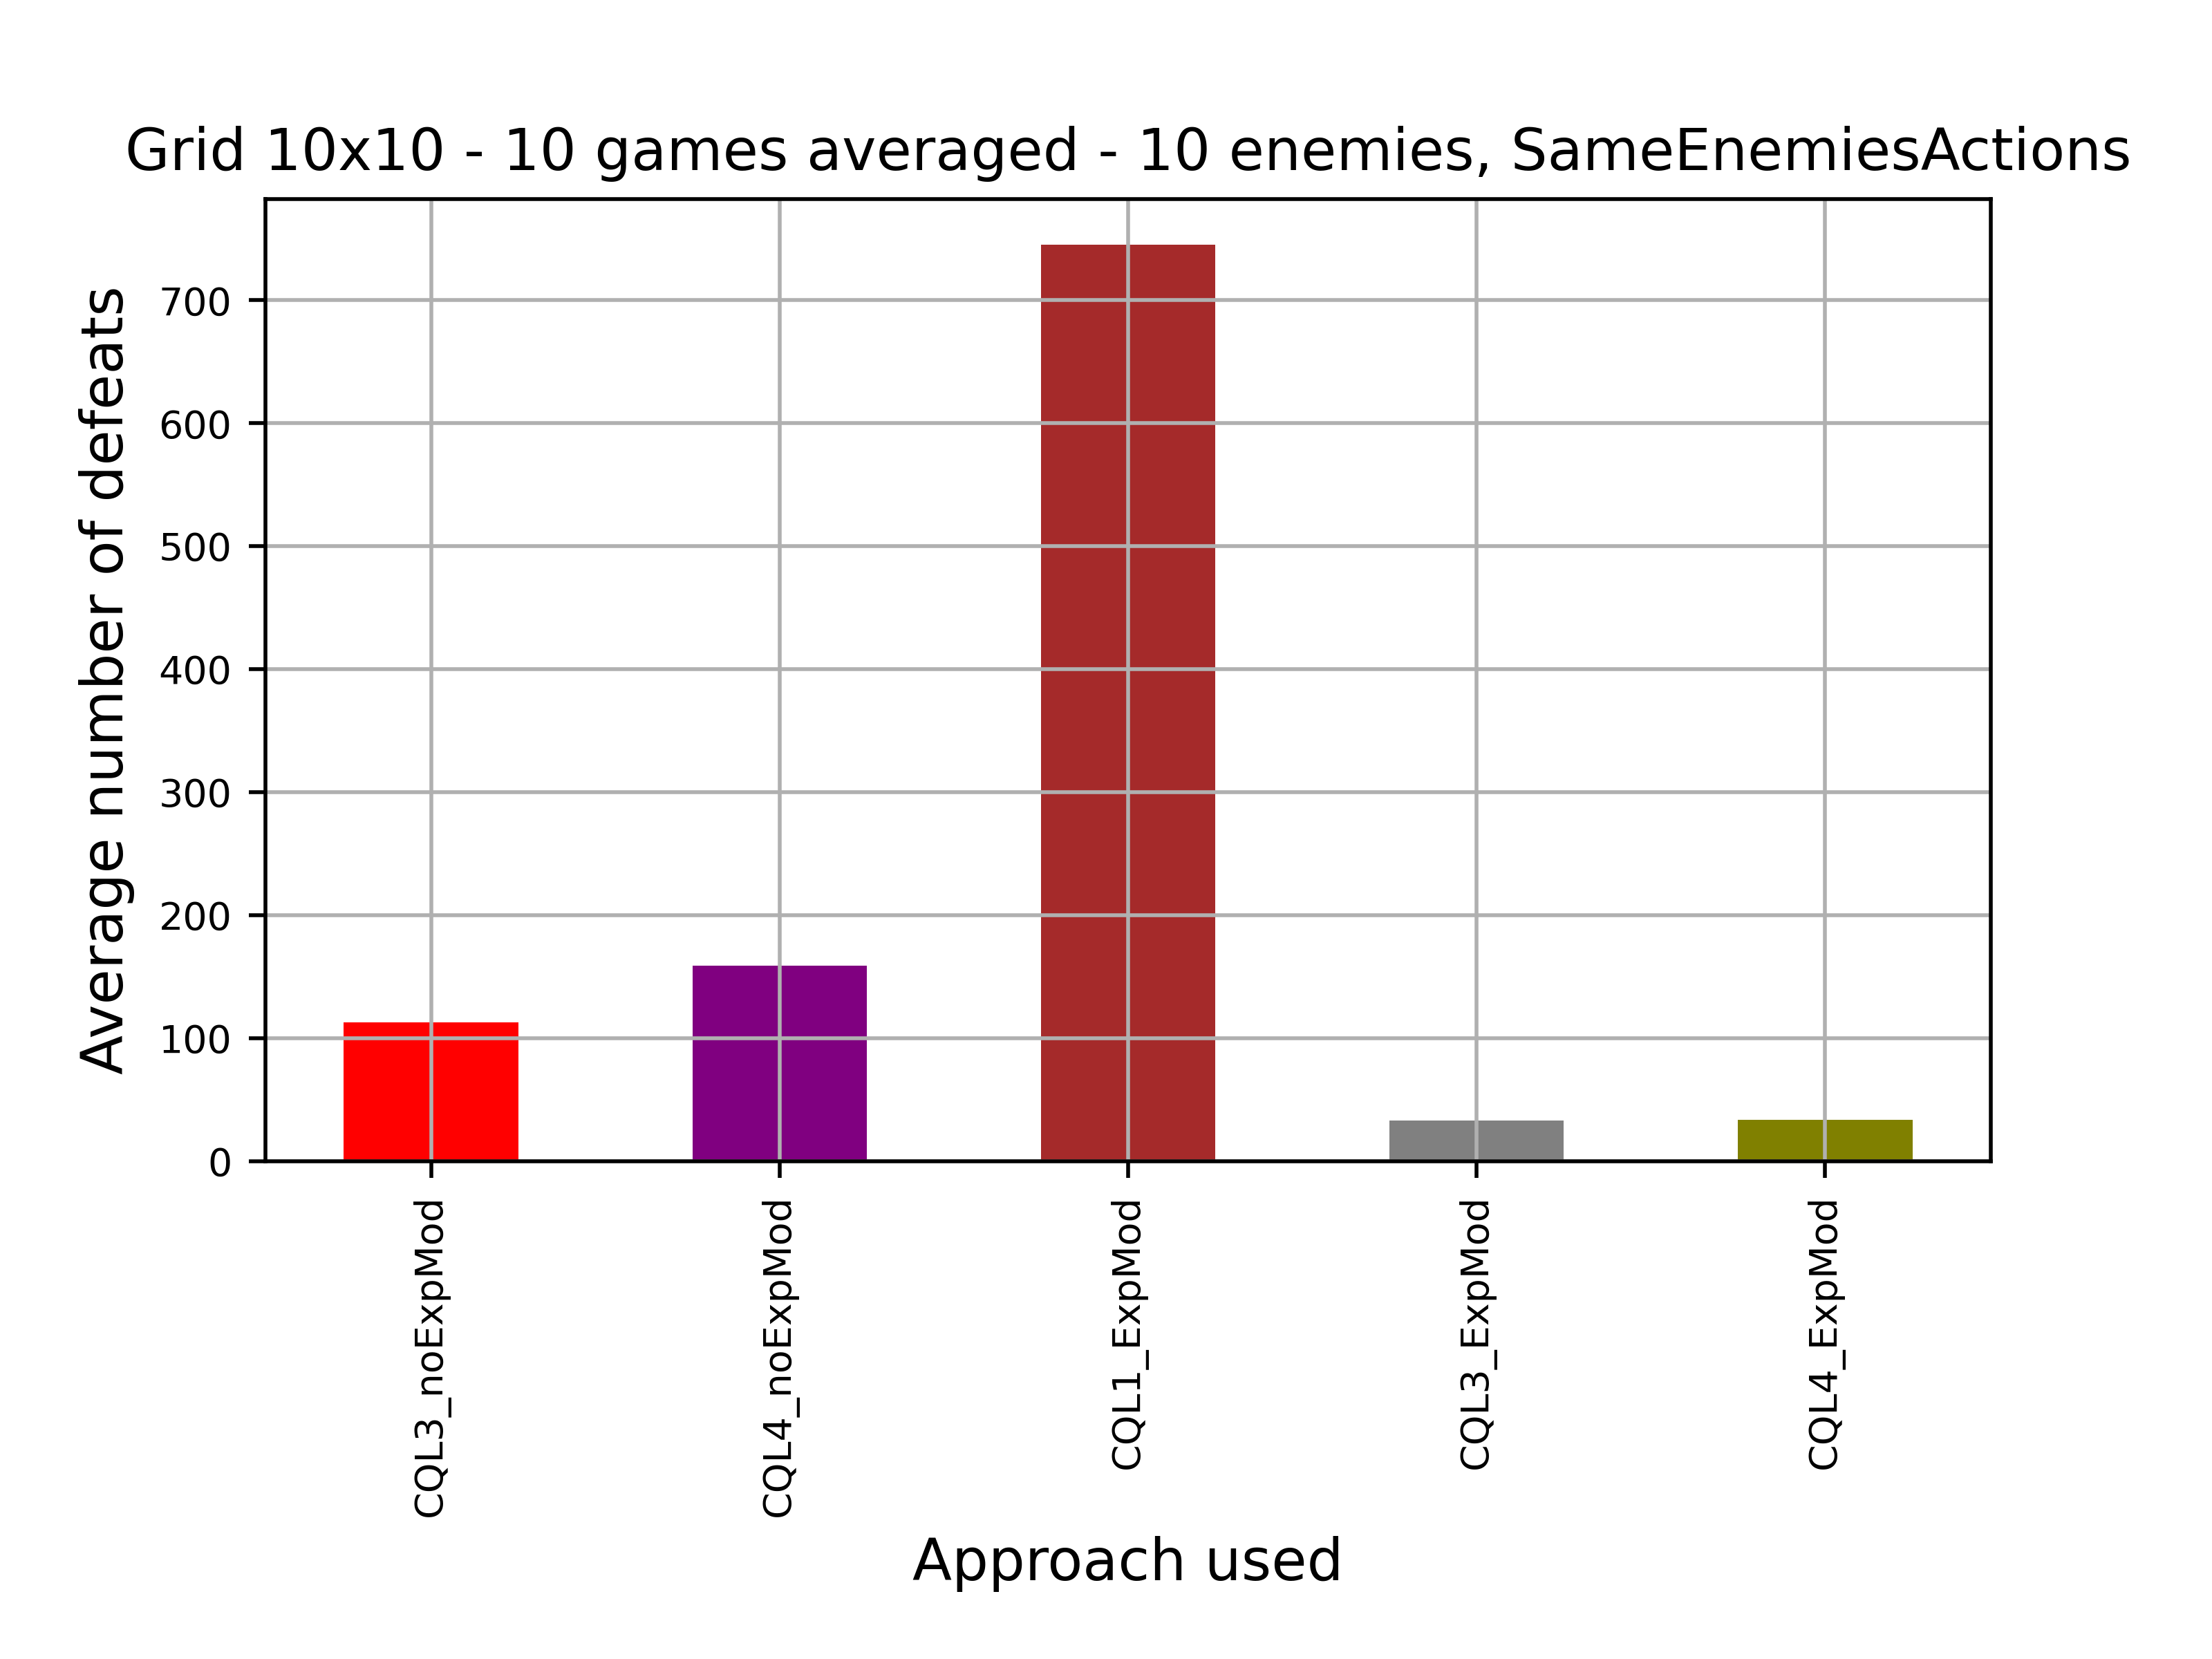 Grid 10x10 - 10 games averaged - 10 enemies, SameEnemiesActions
Average number of defeats
700
600
500
400
300
200
100
0
CQL3_noExpMod
CQL4_noExpMod
CQL1_ExpMod
CQL3_ExpMod
CQL4_ExpMod
Approach used